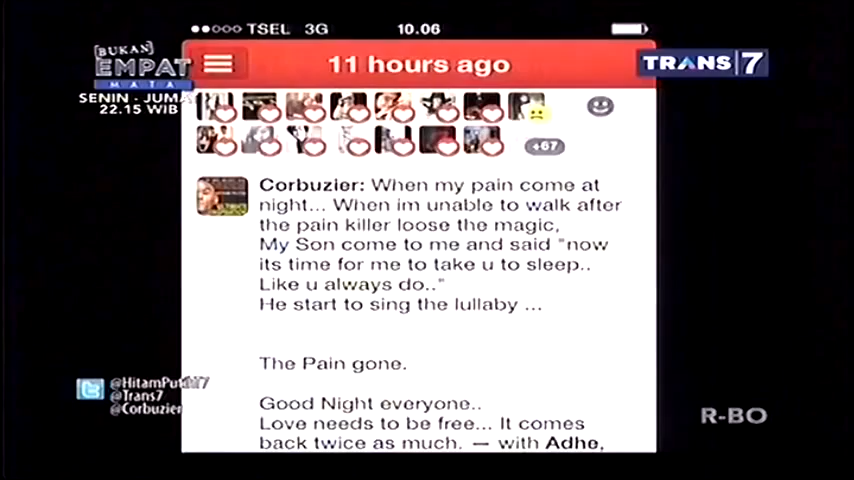 TSEL 3G 10.06
[BUKAN]
EMPAT
MATA
SENIN - JUMA
22.15 WIB
11 hours ago
TRANS|7
+67
Corbuzier: When my pain come at
night... When im unable to walk after
the pain killer loose the magic,
My Son come to me and said "now
its time for me to take u to sleep..
Like u always do.."
He start to sing the lullaby ...
The Pain gone.
Good Night everyone..
Love needs to be free... It comes
back twice as much. — with Adhe,
@Trans7
@Corbuzier
R-BO